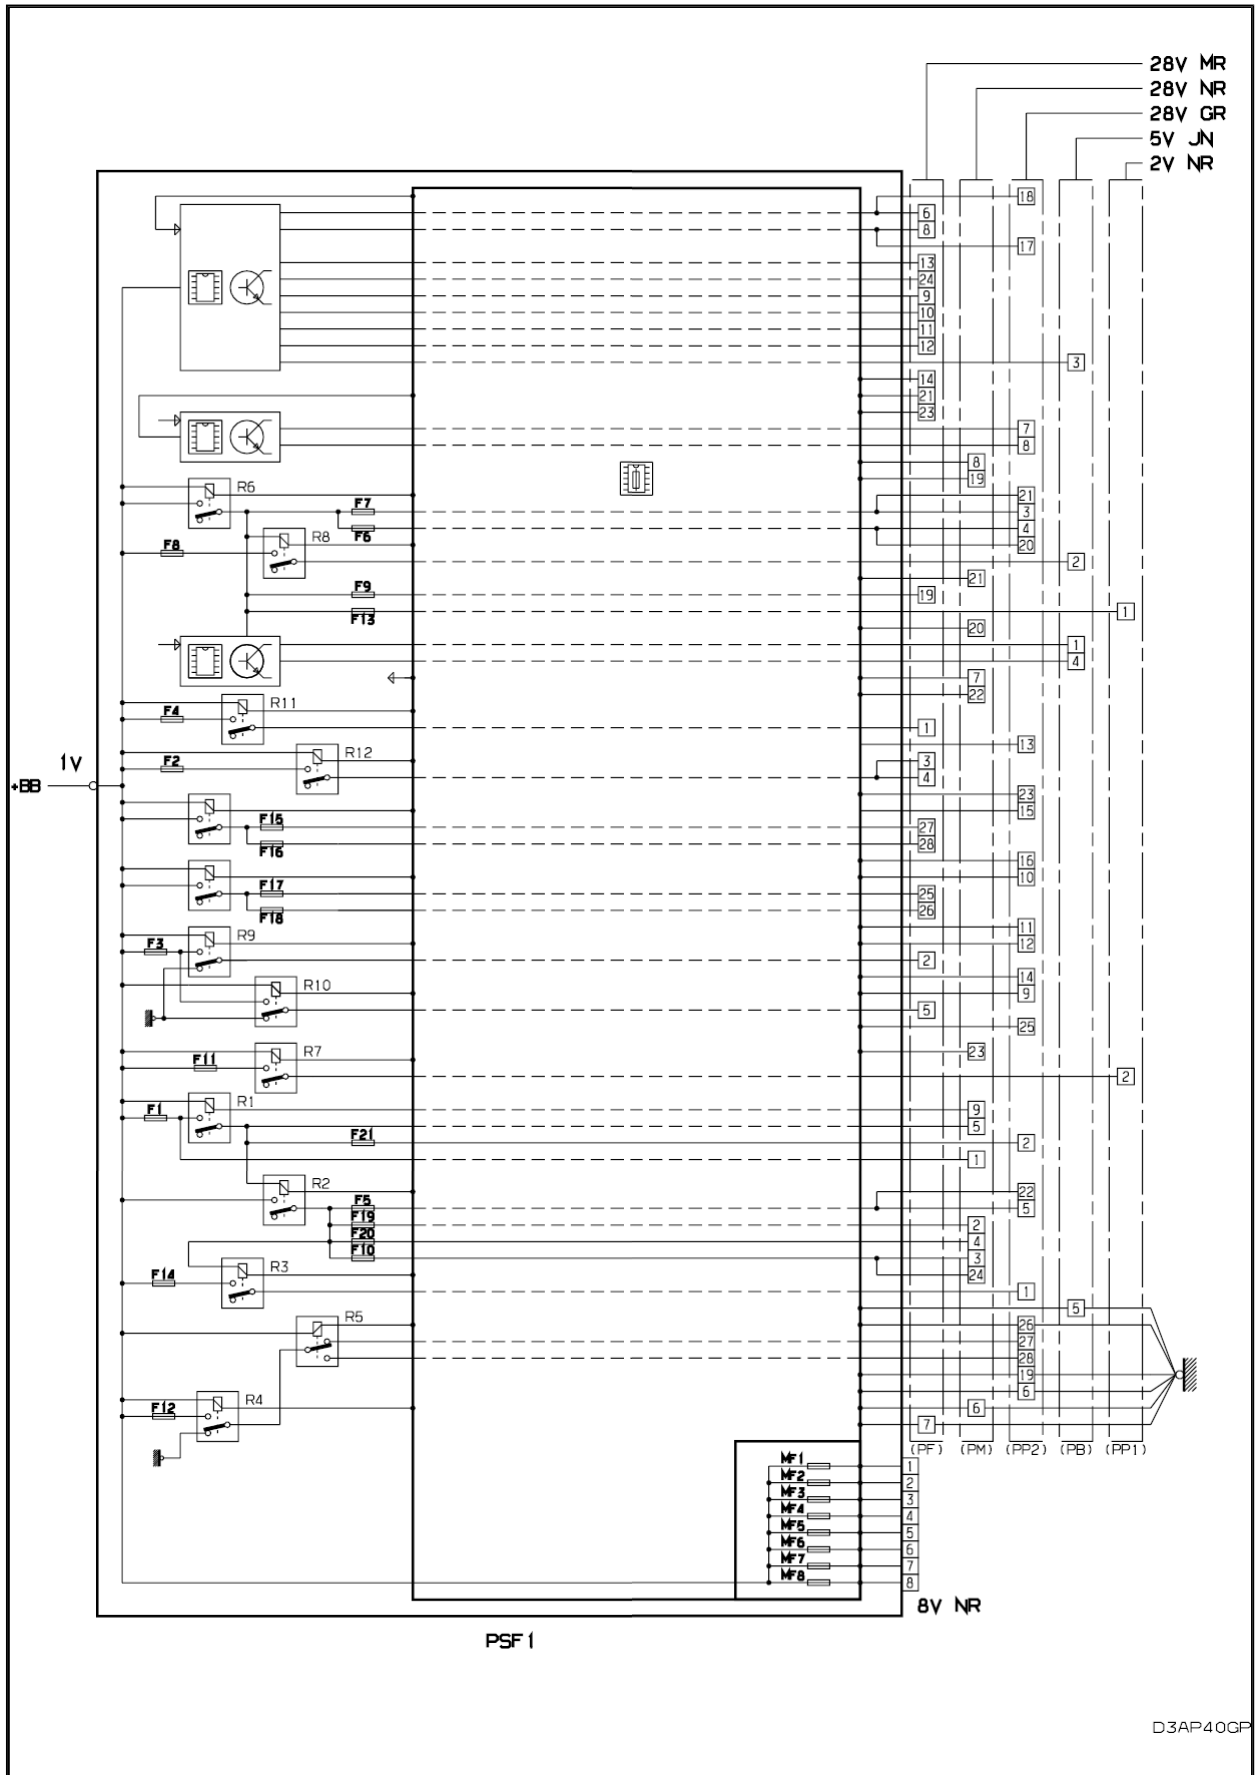 28V MR
28V NR
28V GR
5V JN
2V NR
18
6
8
17
13
24
9
10
11
12
3
14
21
23
7
8
8
19
R6
F7
21
3
F6
4
R8
20
F8
2
21
F9
19
F13
1
20
1
4
7
22
R11
F4
1
13
R12
F2
3
4
1V
+BB
23
15
F15
27
F16
28
16
10
F17
25
F18
26
11
R9
F3
12
2
14
R10
9
5
25
R7
23
F11
2
R1
9
F1
5
F21
2
1
R2
22
F5
5
F19
2
F20
4
F10
3
R3
24
F14
1
5
R5
26
27
28
19
6
R4
F12
6
7
(PF) (PM) (PP2) (PB) (PP1)
MF1 1
MF2 2
MF3 3
MF4 4
MF5 5
MF6 6
MF7 7
MF8 8
8V NR
PSF1
D3AP40GP